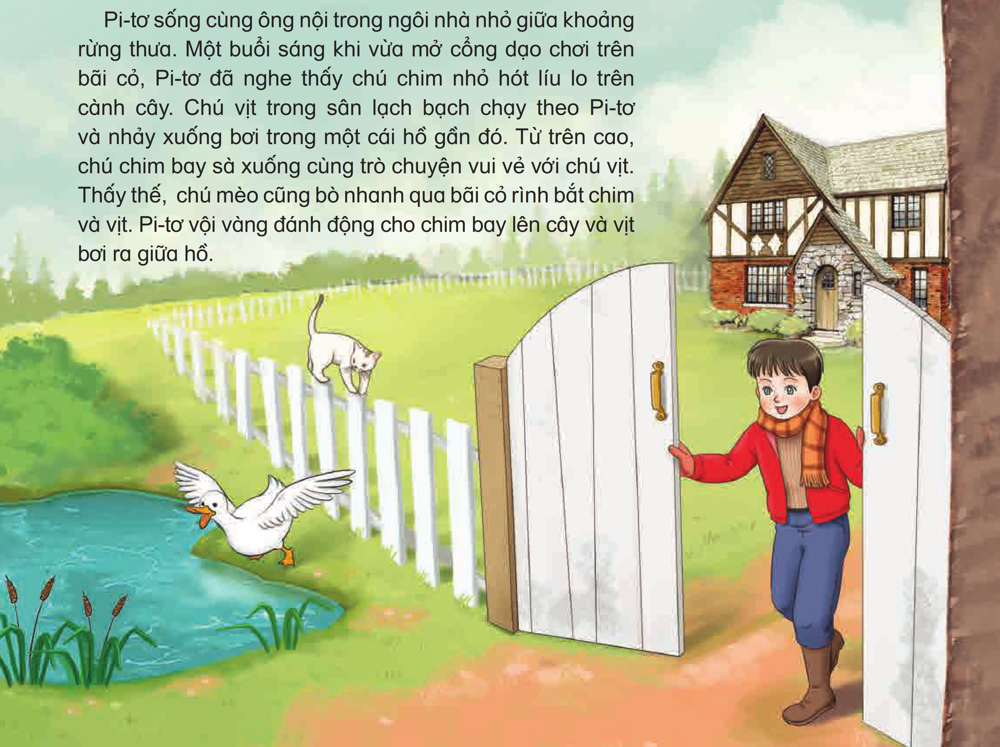 Pi-tơ sống cùng ông nội trong ngôi nhà nhỏ giữa khoảng
rừng thưa. Một buổi sáng khi vừa mở cổng dạo chơi trên
bãi cỏ, Pi-tơ đã nghe thấy chú chim nhỏ hót líu lo trên
cành cây. Chú vịt trong sân lạch bạch chạy theo Pi-tơ
và nhảy xuống bơi trong một cái hồ gần đó. Từ trên cao,
chú chim bay sà xuống cùng trò chuyện vui vẻ với chú vịt.
Thấy thế, chú mèo cũng bò nhanh qua bãi cỏ rình bắt chim
và vịt. Pi-tơ vội vàng đánh động cho chim bay lên cây và vịt
bơi ra giữa hồ.